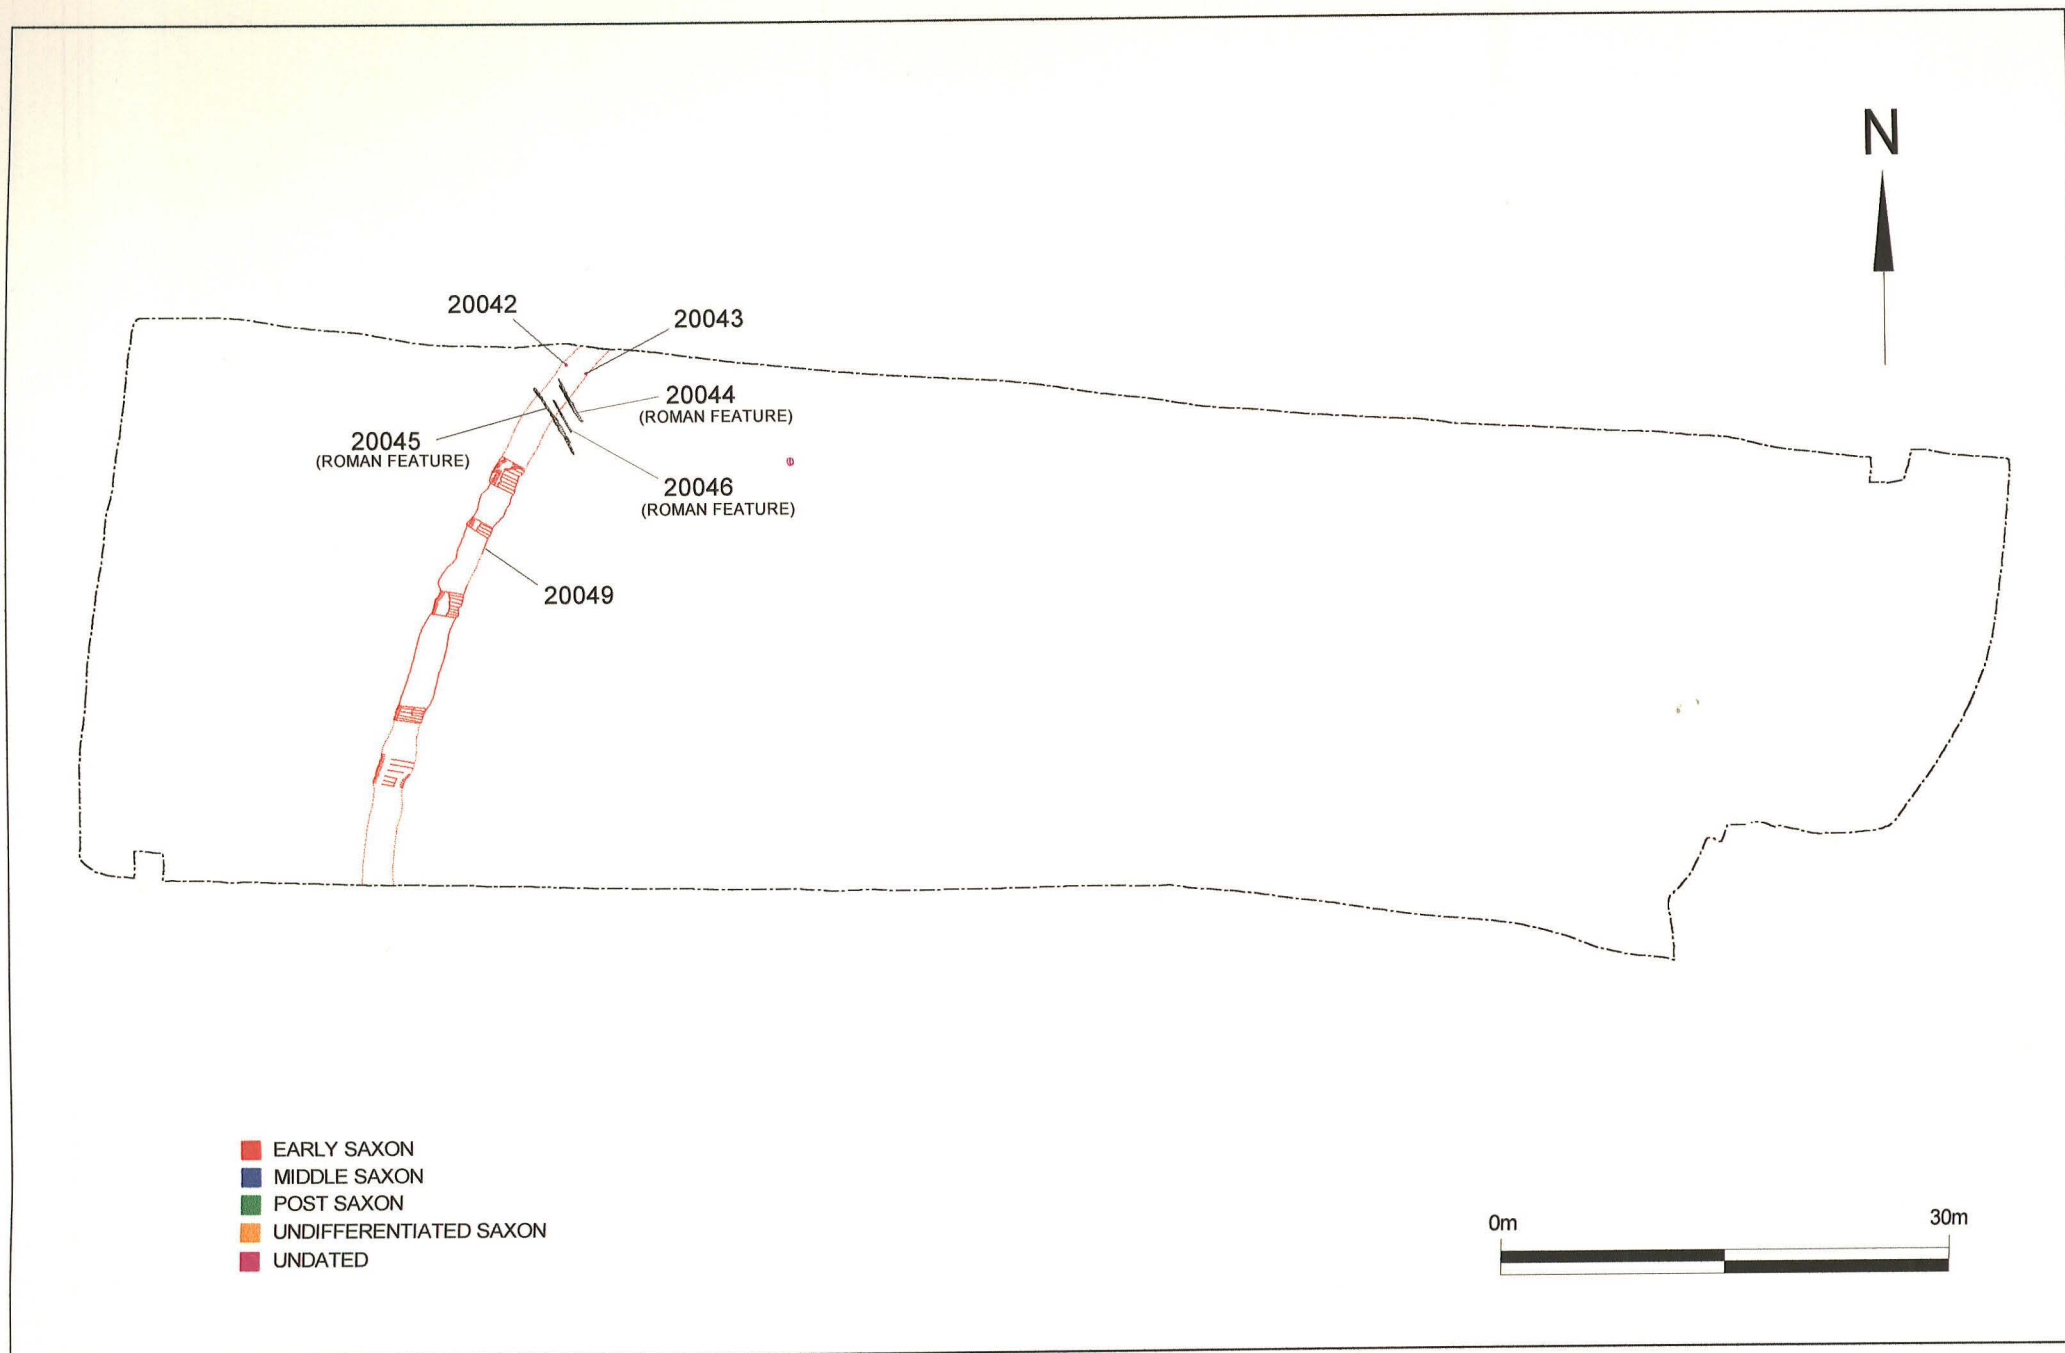 N
20042
20043
20044
(ROMAN FEATURE)
20045
(ROMAN FEATURE)
20046
(ROMAN FEATURE)
20049
EARLY SAXON
MIDDLE SAXON
POST SAXON
UNDIFFERENTIATED SAXON
UNDATED
0m
30m